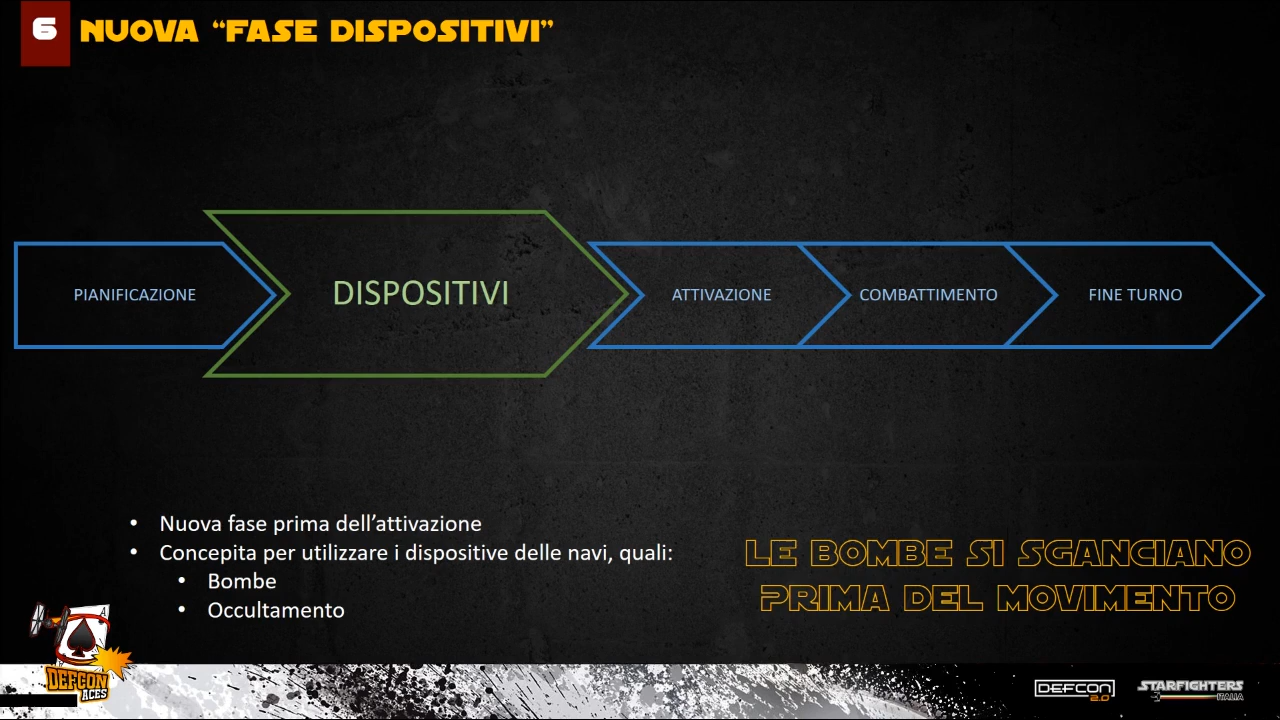 6 NUOVA “FASE DISPOSITIVI”
PIANIFICAZIONE
DISPOSITIVI
ATTIVAZIONE
COMBATTIMENTO
FINE TURNO
• Nuova fase prima dell’attivazione
• Concepita per utilizzare i dispositive delle navi, quali:
• Bombe
• Occultamento
LE BOMBE SI SGANCIANO
PRIMA DEL MOVIMENTO
A
DEFCON
ACES
DEFCON
2.0
STARFIGHTERS
ITALIA